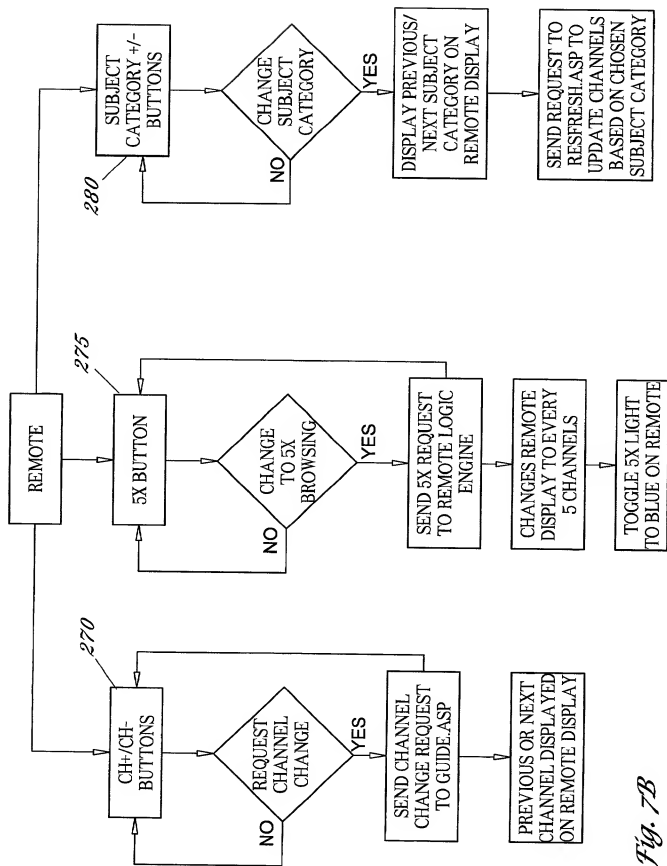 REMOTE
270
CH+/CH-
BUTTONS
REQUEST
CHANNEL
CHANGE
NO
YES
SEND CHANNEL
CHANGE REQUEST
TO GUIDE.ASP
PREVIOUS OR NEXT
CHANNEL DISPLAYED
ON REMOTE DISPLAY
275
5X BUTTON
CHANGE
TO 5X
BROWSING
NO
YES
SEND 5X REQUEST
TO REMOTE LOGIC
ENGINE
CHANGES REMOTE
DISPLAY TO EVERY
5 CHANNELS
TOGGLE 5X LIGHT
TO BLUE ON REMOTE
280
SUBJECT
CATEGORY +/-
BUTTONS
CHANGE
SUBJECT
CATEGORY
NO
YES
DISPLAY PREVIOUS/
NEXT SUBJECT
CATEGORY ON
REMOTE DISPLAY
SEND REQUEST TO
RESFRESH.ASP TO
UPDATE CHANNELS
BASED ON CHOSEN
SUBJECT CATEGORY
Fig. 7B